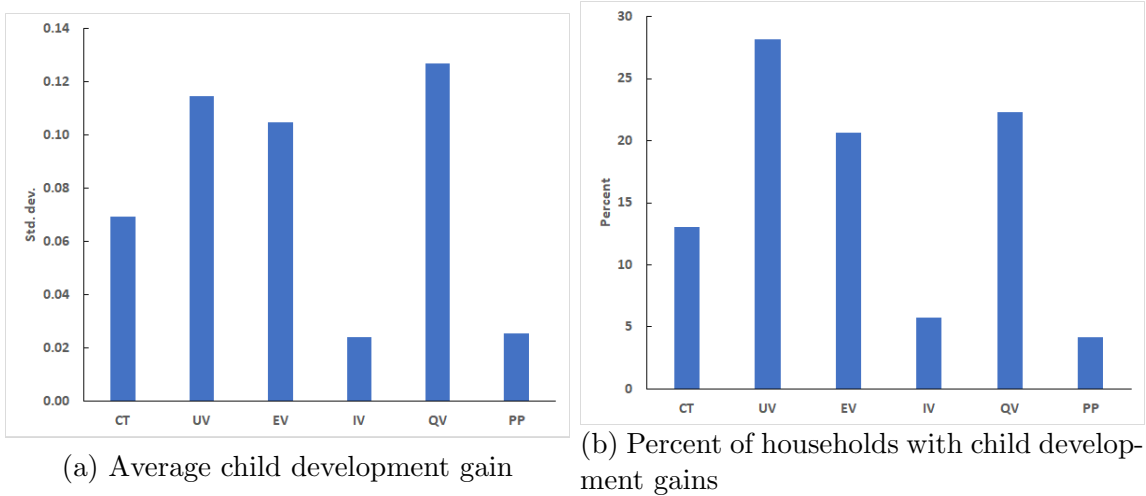 0.14
0.12
0.10
0.08
0.06
0.04
0.02
0.00
Std. dev.
CT UV EV IV QV PP
(a) Average child development gain
30
25
20
15
10
5
0
Percent
CT UV EV IV QV PP
(b) Percent of households with child develop-
ment gains